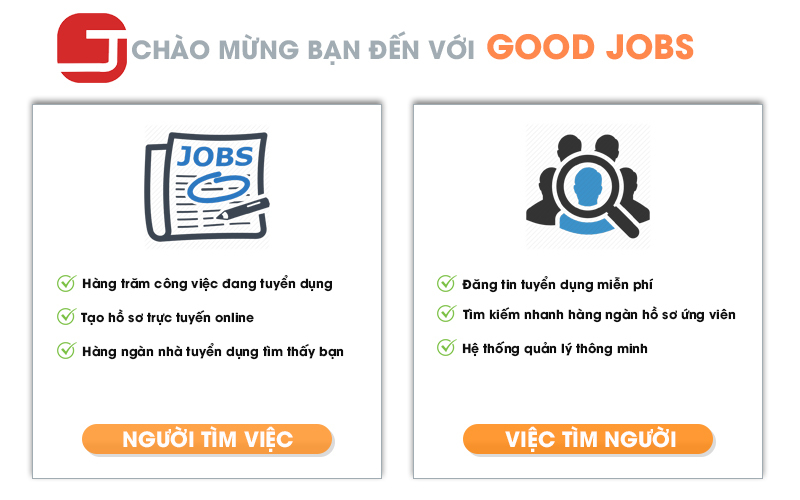 CHÀO MỪNG BẠN ĐẾN VỚI GOOD JOBS
JOBS
Hàng trăm công việc đang tuyển dụng
Tạo hồ sơ trực tuyến online
Hàng ngàn nhà tuyển dụng tìm thấy bạn
NGƯỜI TÌM VIỆC
Đăng tin tuyển dụng miễn phí
Tìm kiếm nhanh hàng ngàn hồ sơ ứng viên
Hệ thống quản lý thông minh
VIỆC TÌM NGƯỜI